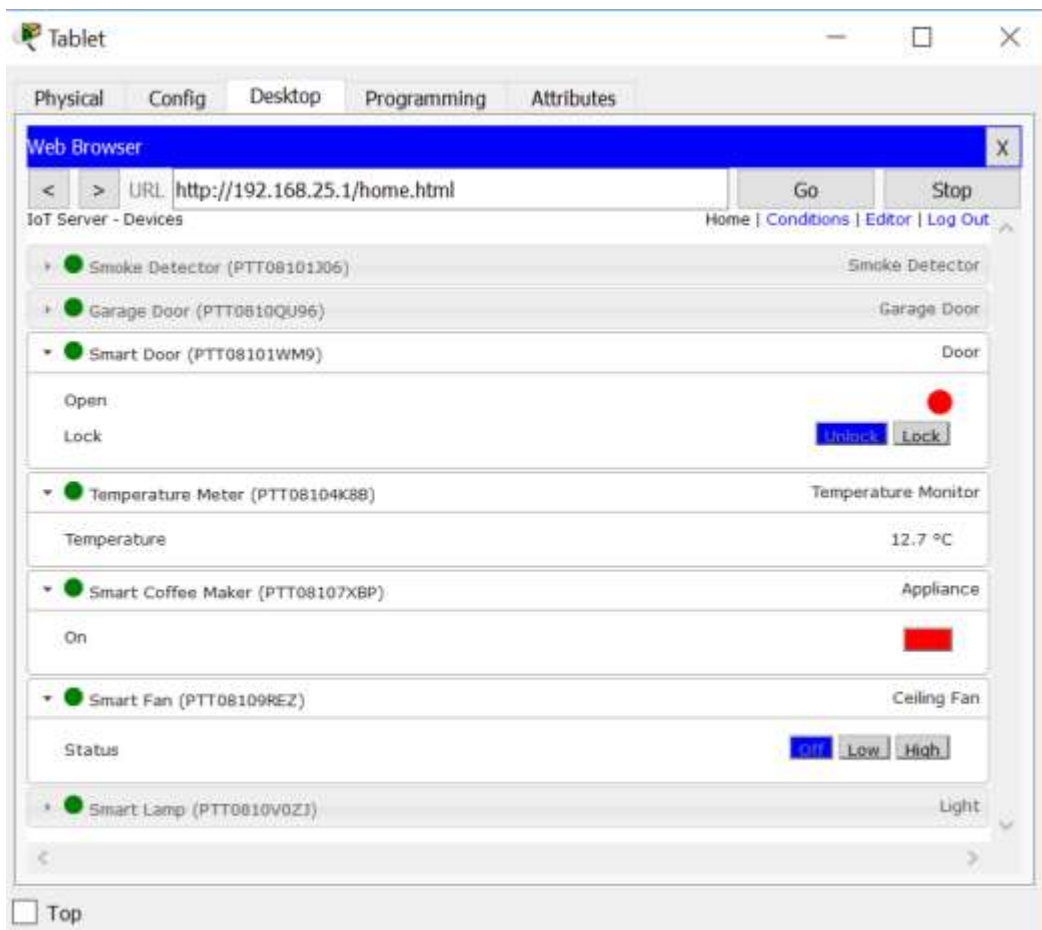 Tablet
Physical Config Desktop Programming Attributes
Web Browser X
< > URL http://192.168.25.1/home.html Go Stop
IoT Server - Devices Home | Conditions | Editor | Log Out
Smoke Detector (PTT08101J06) Smoke Detector
Garage Door (PTT0810QU96) Garage Door
Smart Door (PTT08101WM9) Door
Open
Lock Unlock Lock
Temperature Meter (PTT08104K8B) Temperature Monitor
Temperature 12.7 °C
Smart Coffee Maker (PTT08107XBP) Appliance
On
Smart Fan (PTT08109REZ) Ceiling Fan
Status Off Low High
Smart Lamp (PTT0810V0ZJ) Light
Top